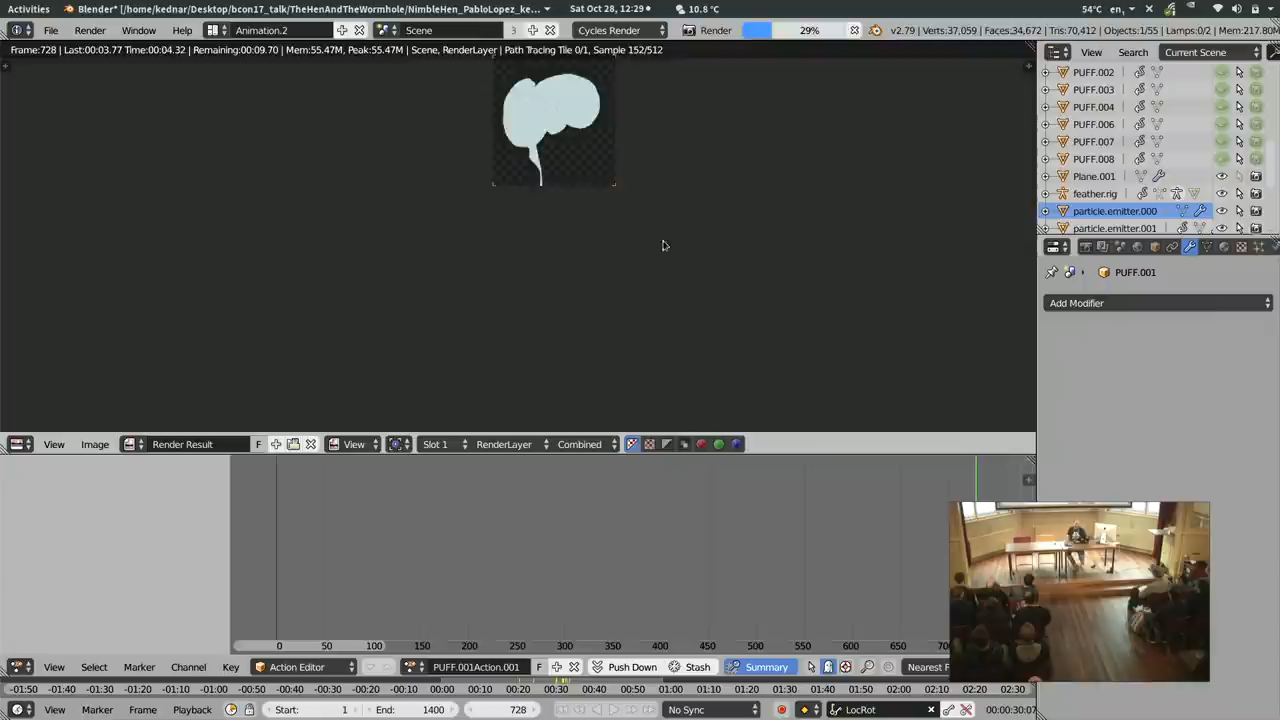 Activities Blender* [/home/kednar/Desktop/bcon17_talk/TheHenAndTheWormhole/NimbleHen_PabloLopez_ke... Sat Oct 28, 12:29 10.8 °C 54°C en₁
File Render Window Help Animation.2 Scene 3 Cycles Render Render 29% v2.79 | Verts:37,059 | Faces:34,672 | Tris:70,412 | Objects:1/55 | Lamps:0/2 | Mem:217.80M
Frame:728 | Last:00:03.77 Time:00:04.32 | Remaining:00:09.70 | Mem:55.47M, Peak:55.47M | Scene, RenderLayer | Path Tracing Tile 0/1, Sample 152/512
View Search Current Scene
PUFF.002
PUFF.003
PUFF.004
PUFF.006
PUFF.007
PUFF.008
Plane.001
feather.rig
particle.emitter.000
particle.emitter.001
PUFF.001
Add Modifier
View Image Render Result F View Slot 1 RenderLayer Combined
0 50 100 150 200 250 300 350 400 450 500 550 600 650
View Select Marker Channel Key Action Editor PUFF.001Action.001 F Push Down Stash Summary Nearest F
-01:50 -01:40 -01:30 -01:20 -01:10 -01:00 -00:50 -00:40 -00:30 -00:20 -00:10 00:00 00:10 00:20 00:30 00:40 00:50 01:00 01:10 01:20 01:30 01:40 01:50 02:00 02:10 02:20 02:30
View Marker Frame Playback Start: 1 End: 1400 728 No Sync LocRot 00:00:30:07